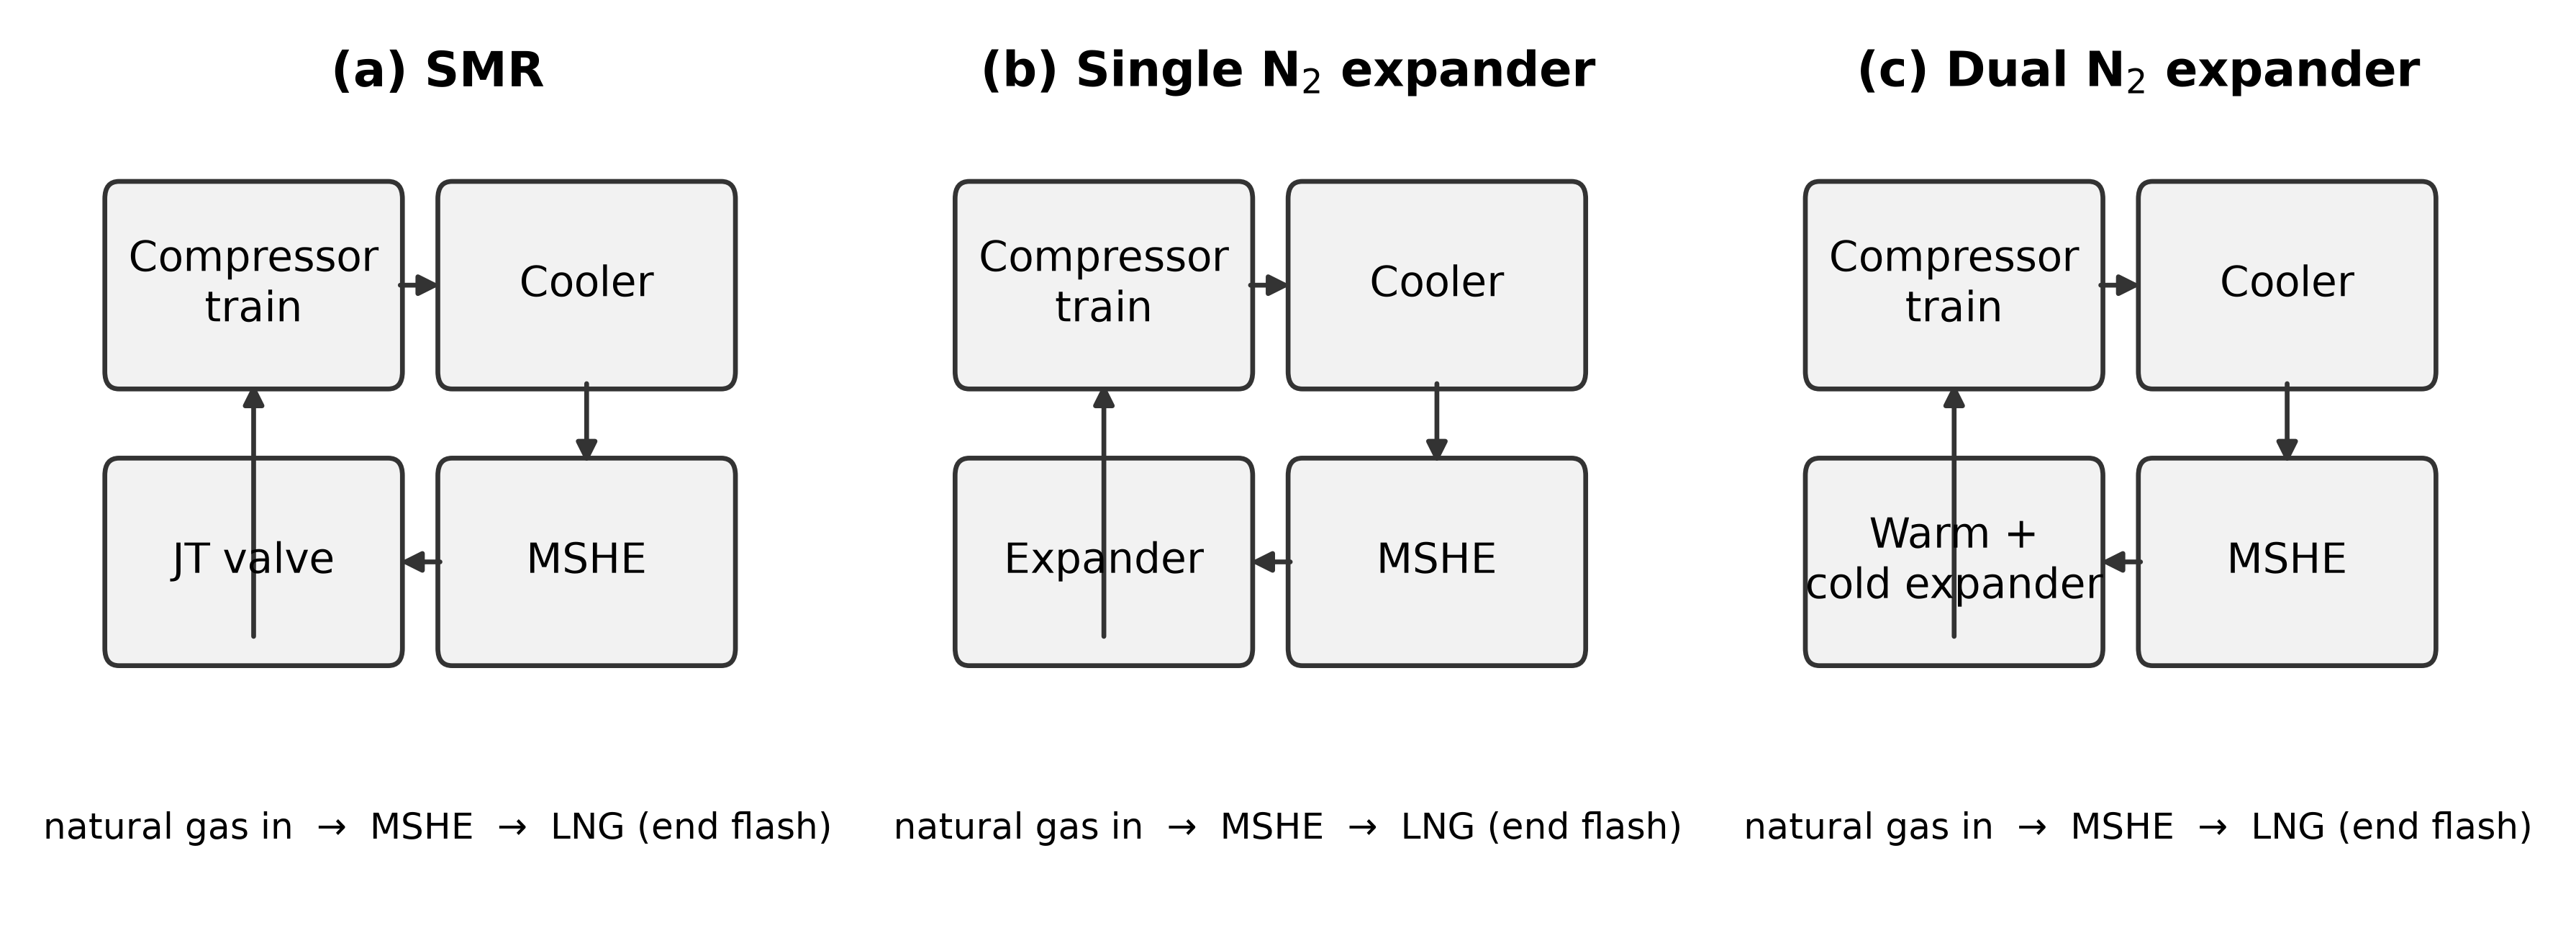 (a) SMR
Compressor
train
Cooler
JT valve
MSHE
natural gas in → MSHE → LNG (end flash)
(b) Single N₂ expander
Compressor
train
Cooler
Expander
MSHE
natural gas in → MSHE → LNG (end flash)
(c) Dual N₂ expander
Compressor
train
Cooler
Warm +
cold expander
MSHE
natural gas in → MSHE → LNG (end flash)